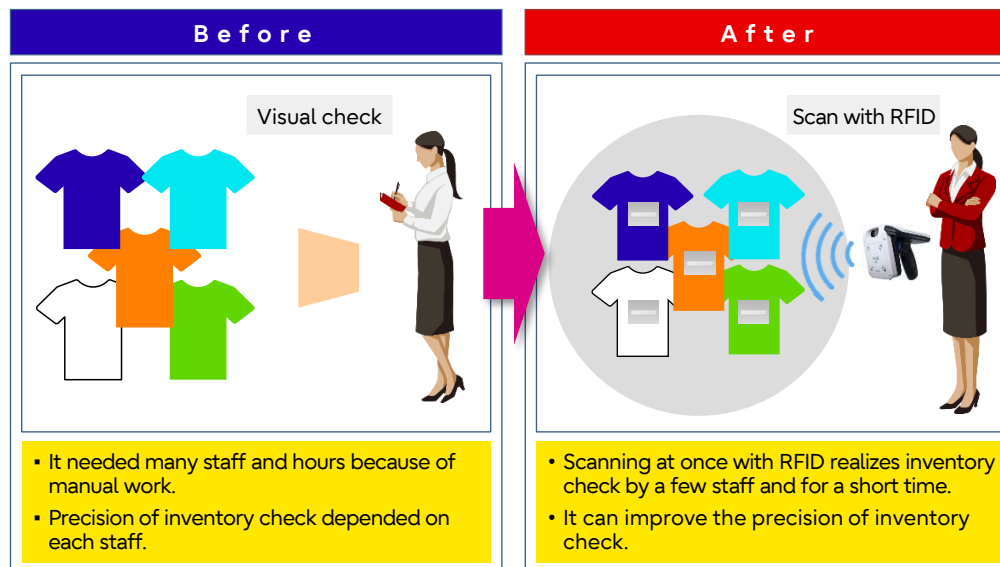 Before
Visual check
▪ It needed many staff and hours because of
manual work.
▪ Precision of inventory check depended on
each staff.
After
Scan with RFID
• Scanning at once with RFID realizes inventory
check by a few staff and for a short time.
• It can improve the precision of inventory
check.